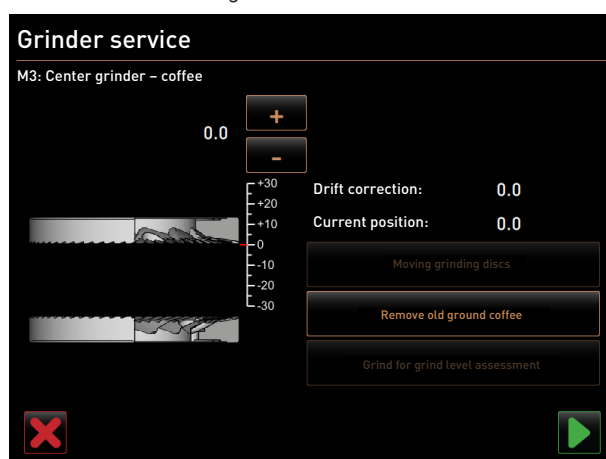 Grinder service
M3: Center grinder – coffee
0.0
+
-
+30
+20
+10
0
-10
-20
-30
Drift correction: 0.0
Current position: 0.0
Moving grinding discs
Remove old ground coffee
Grind for grind level assessment